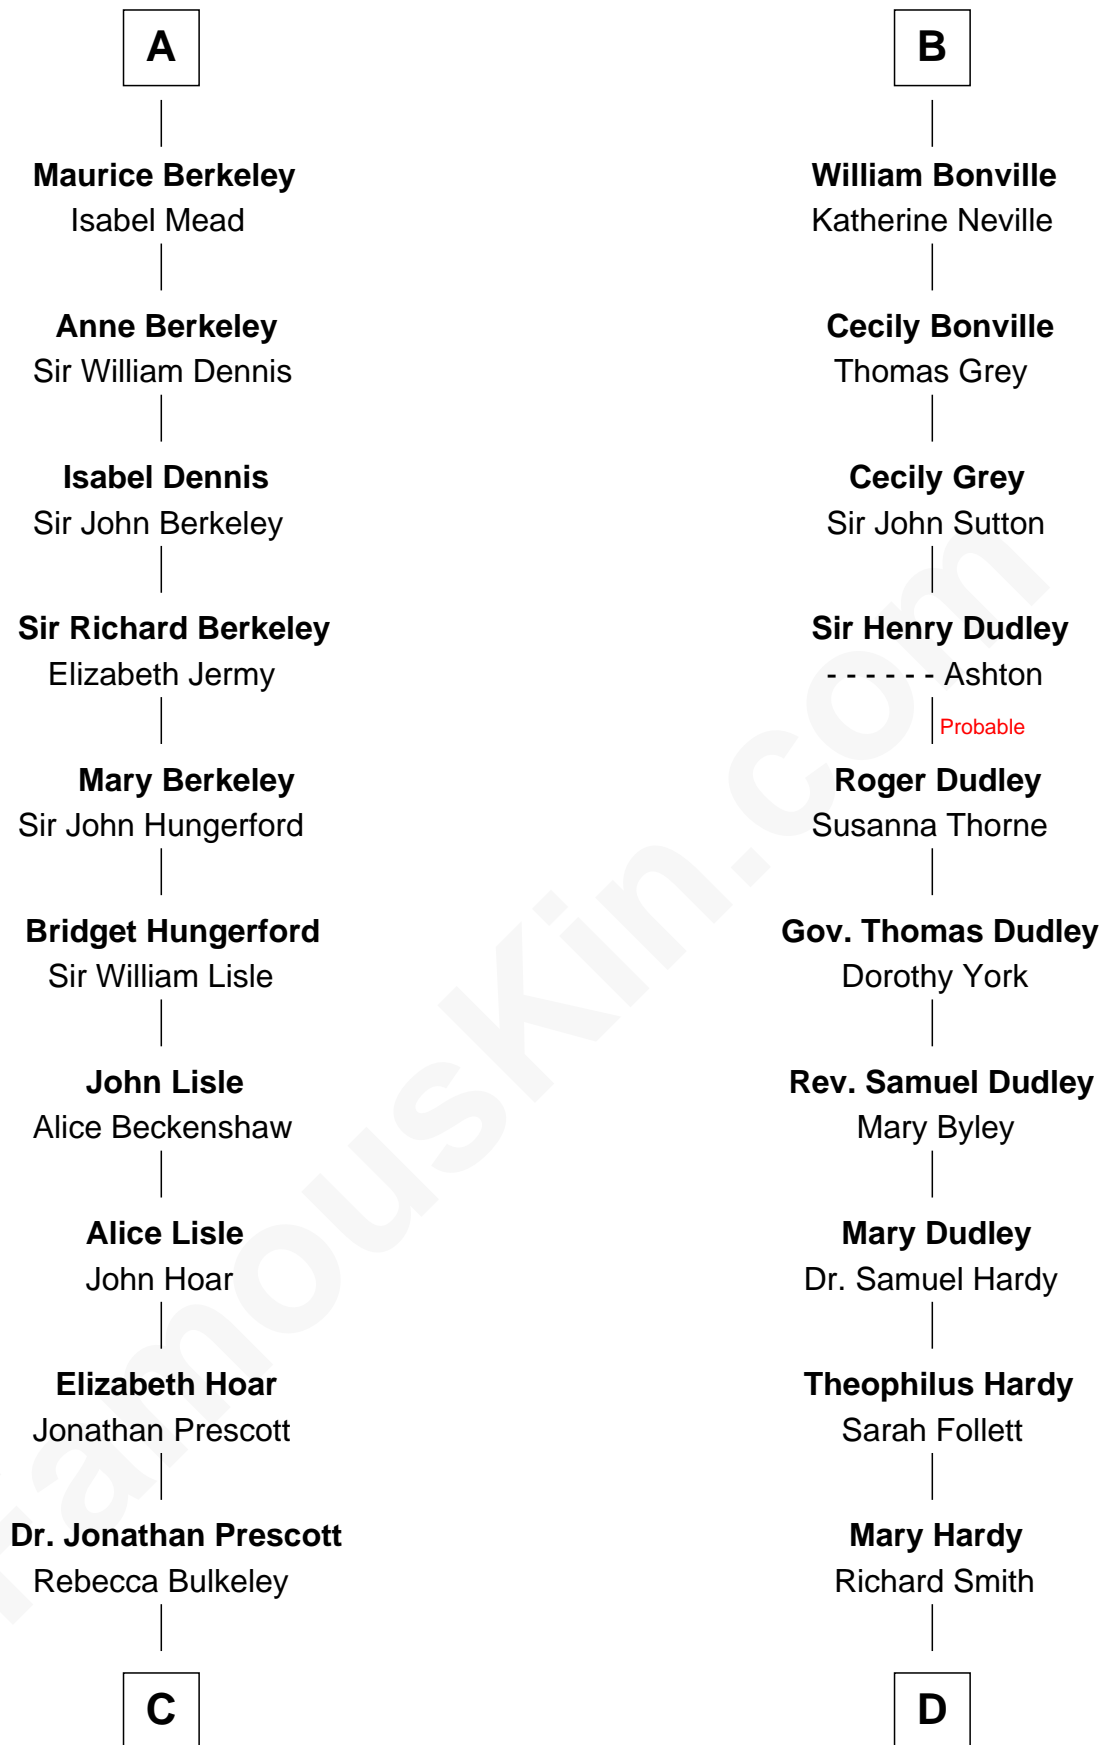 A
Maurice Berkeley
Isabel Mead
Anne Berkeley
Sir William Dennis
Isabel Dennis
Sir John Berkeley
Sir Richard Berkeley
Elizabeth Jermy
Mary Berkeley
Sir John Hungerford
Bridget Hungerford
Sir William Lisle
John Lisle
Alice Beckenshaw
Alice Lisle
John Hoar
Elizabeth Hoar
Jonathan Prescott
Dr. Jonathan Prescott
Rebecca Bulkeley
C
B
William Bonville
Katherine Neville
Cecily Bonville
Thomas Grey
Cecily Grey
Sir John Sutton
Sir Henry Dudley
- - - - - - Ashton
Probable
Roger Dudley
Susanna Thorne
Gov. Thomas Dudley
Dorothy York
Rev. Samuel Dudley
Mary Byley
Mary Dudley
Dr. Samuel Hardy
Theophilus Hardy
Sarah Follett
Mary Hardy
Richard Smith
D
FamousKin.com